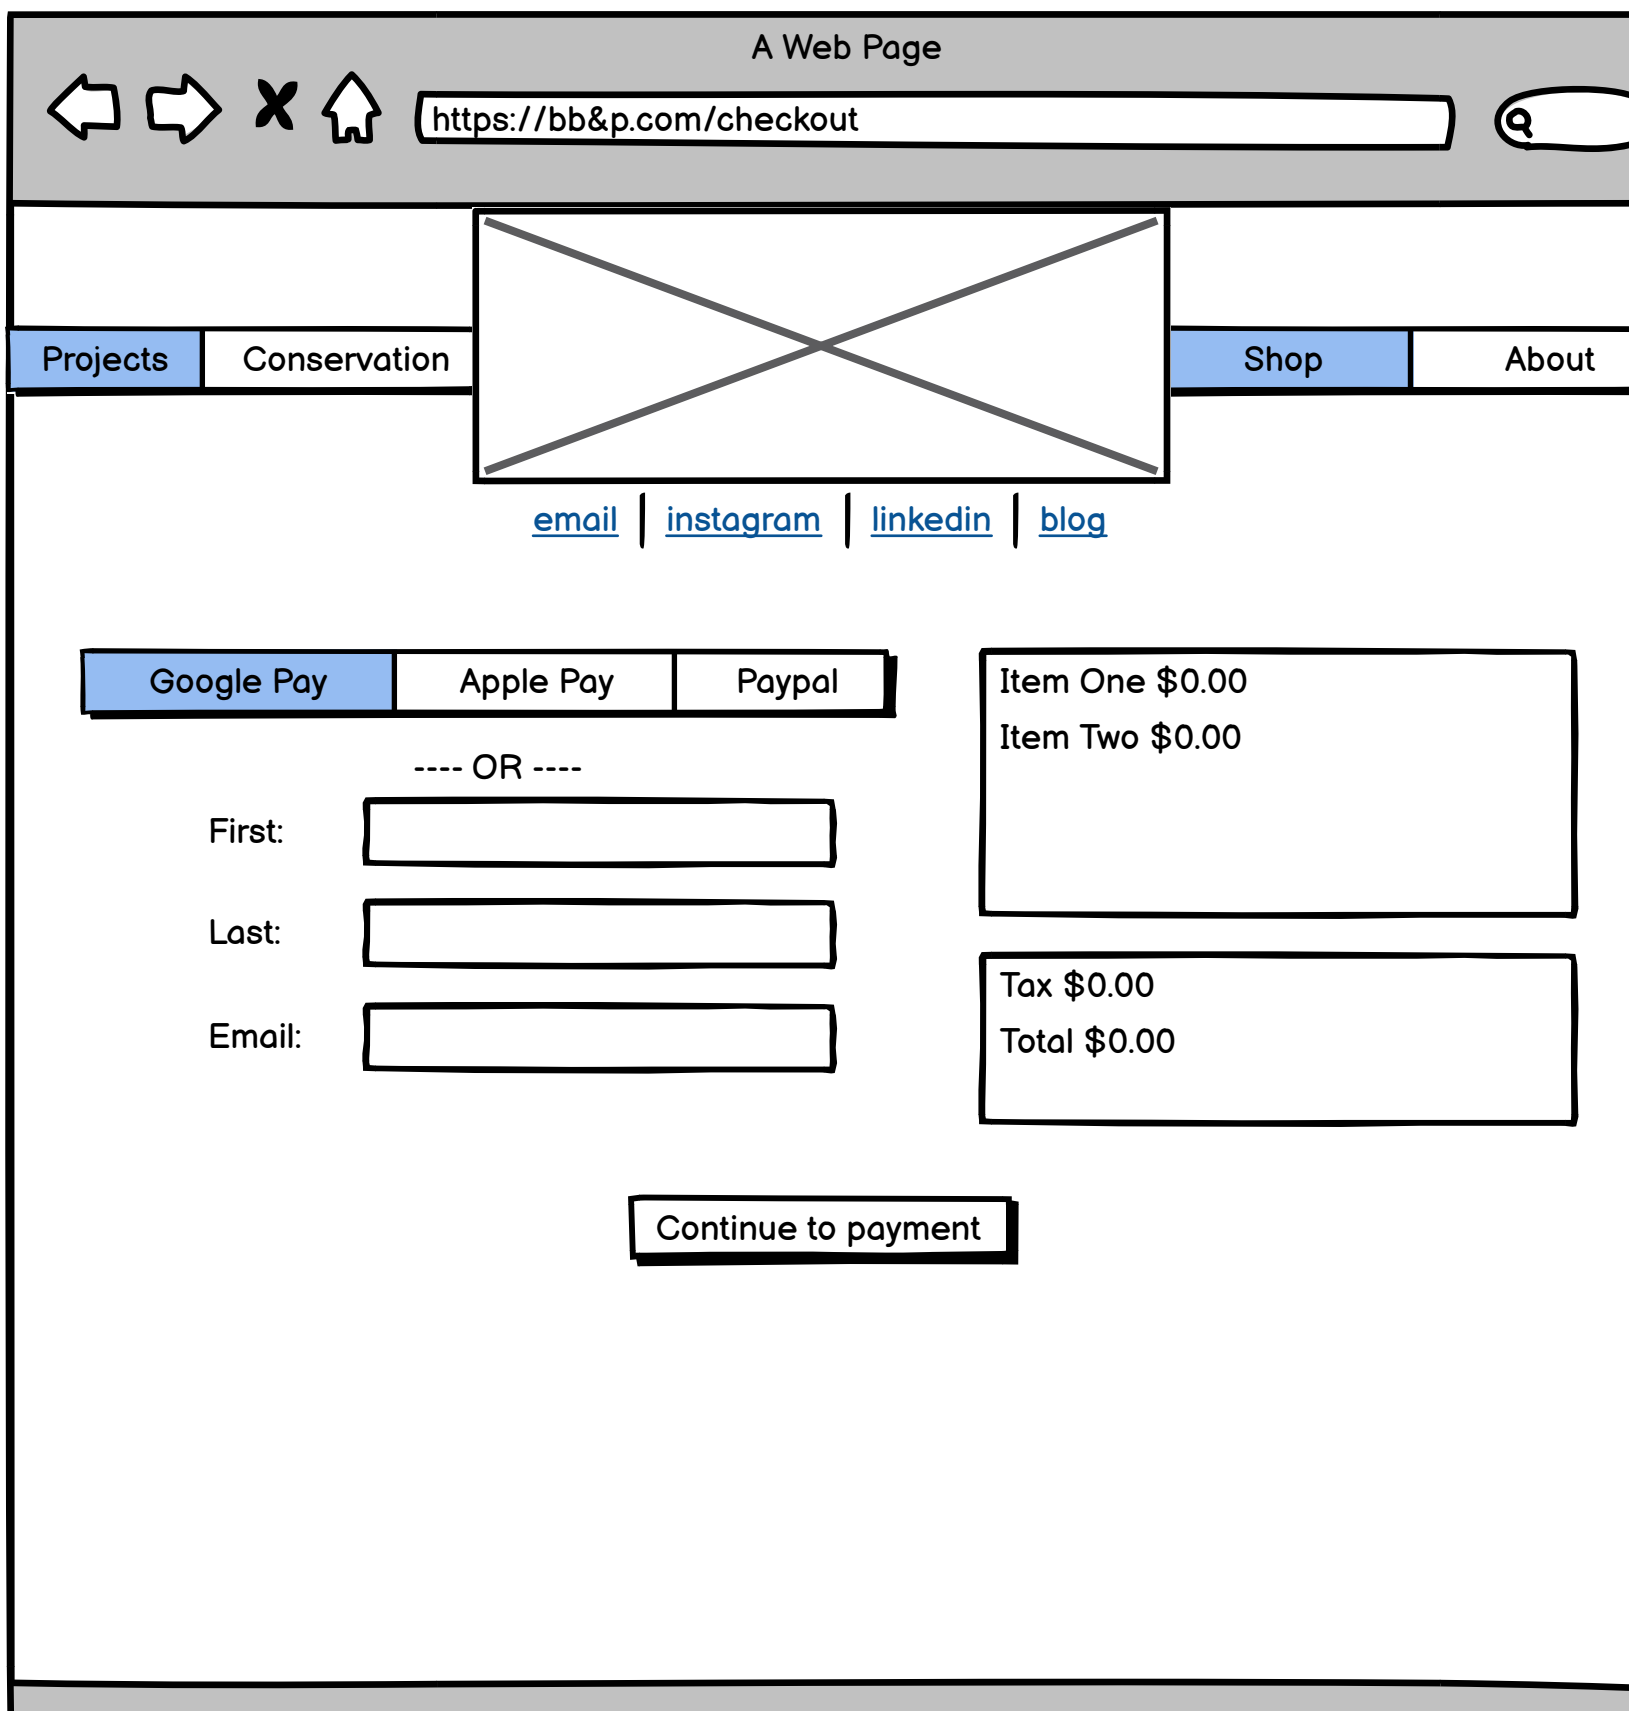 A Web Page
https://bb&p.com/checkout
Projects Conservation Shop About
email instagram linkedin blog
Google Pay Apple Pay Paypal
---- OR ----
First:
Last:
Email:
Item One $0.00
Item Two $0.00
Tax $0.00
Total $0.00
Continue to payment